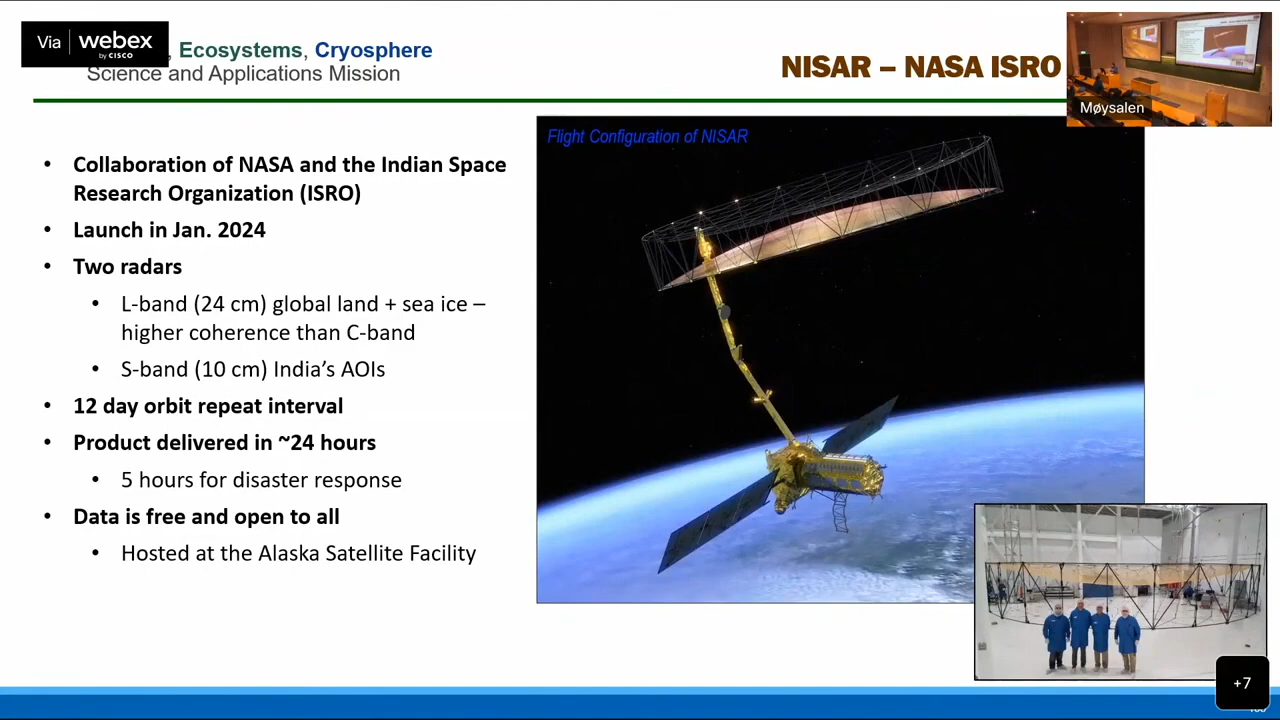 Via webex
by CISCO
, Ecosystems, Cryosphere
Science and Applications Mission
NISAR – NASA ISRO
Møysalen
Flight Configuration of NISAR
• Collaboration of NASA and the Indian Space
Research Organization (ISRO)
• Launch in Jan. 2024
• Two radars
• L-band (24 cm) global land + sea ice –
higher coherence than C-band
• S-band (10 cm) India's AOIs
• 12 day orbit repeat interval
• Product delivered in ~24 hours
• 5 hours for disaster response
• Data is free and open to all
• Hosted at the Alaska Satellite Facility
+7